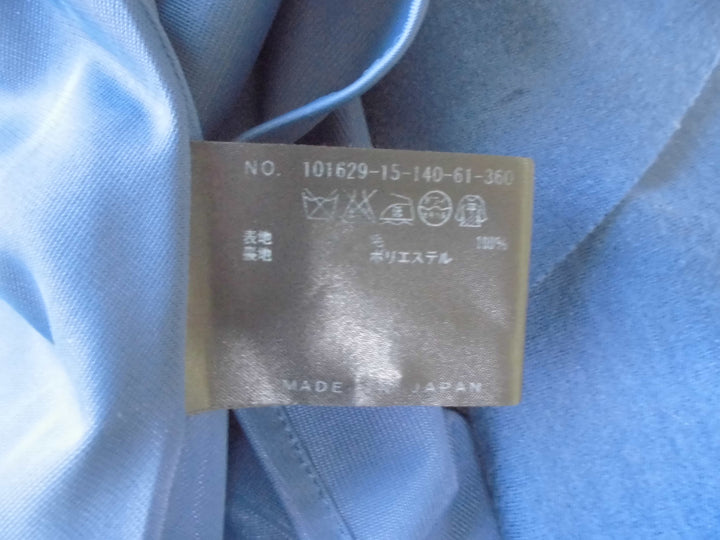 NO. 101629-15-140-61-360
表地 毛 100%
裏地 ポリエステル
MADE IN JAPAN